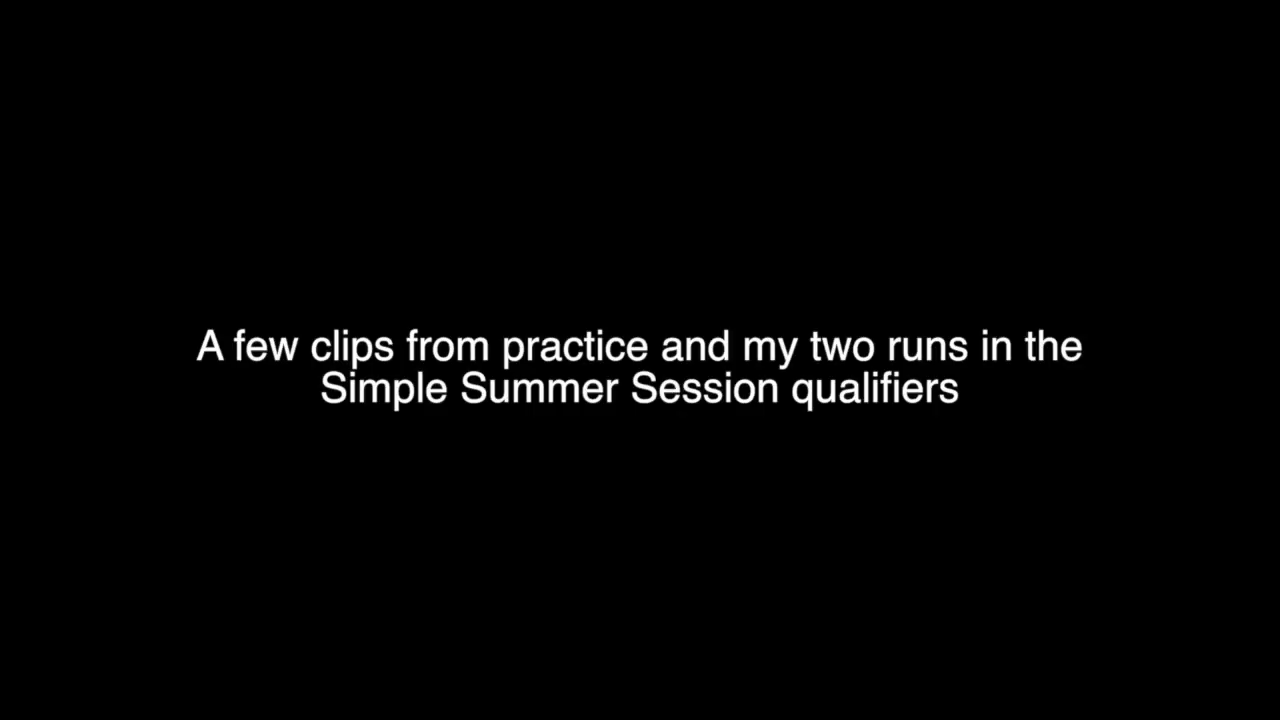 A few clips from practice and my two runs in the
Simple Summer Session qualifiers